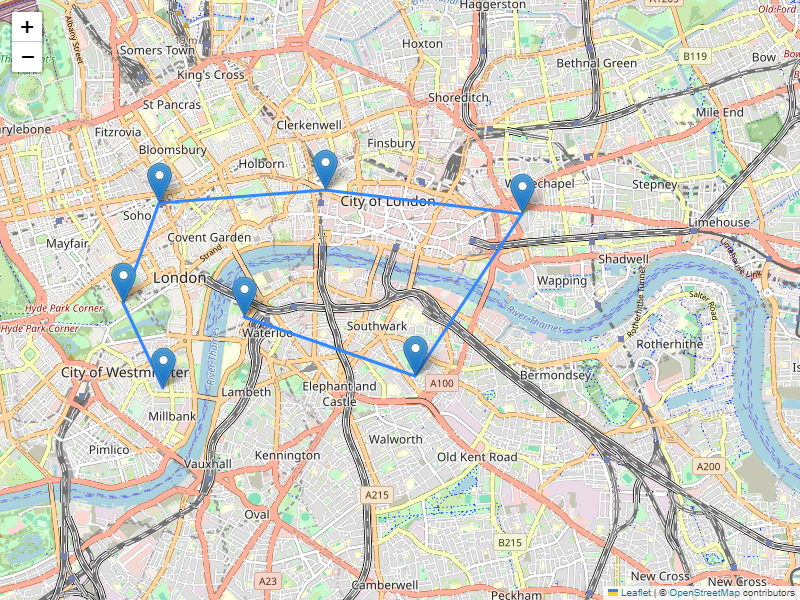 Haggerston
A1205
Old-Ford
+
−
Albany Street
Somers Town
Hoxton
B119
Bow
Bethnal Green
King's Cross
St Pancras
Shoreditch
Mile End
Fitzrovia
Clerkenwell
Finsbury
Bloomsbury
Holborn
Whitechapel
Stepney
Soho
City of London
Limehouse
Mayfair
Covent Garden
Strand
Limehouse Link
Shadwell
London
Wapping
Rotherhithe Tunnel
Salter Road
Hyde Park Corner
Hyde Park Corner
River Thames
Southwark
Waterloo
River Thames
Rotherhithe
City of Westminster
Bermondsey
A100
Lambeth
Elephant and
Castle
Millbank
Walworth
Pimlico
Kennington
Old Kent Road
Vauxhall
A200
A215
Oval
B215
A23
Camberwell
New Cross
New Cross
Peckham
Leaflet | © OpenStreetMap contributors